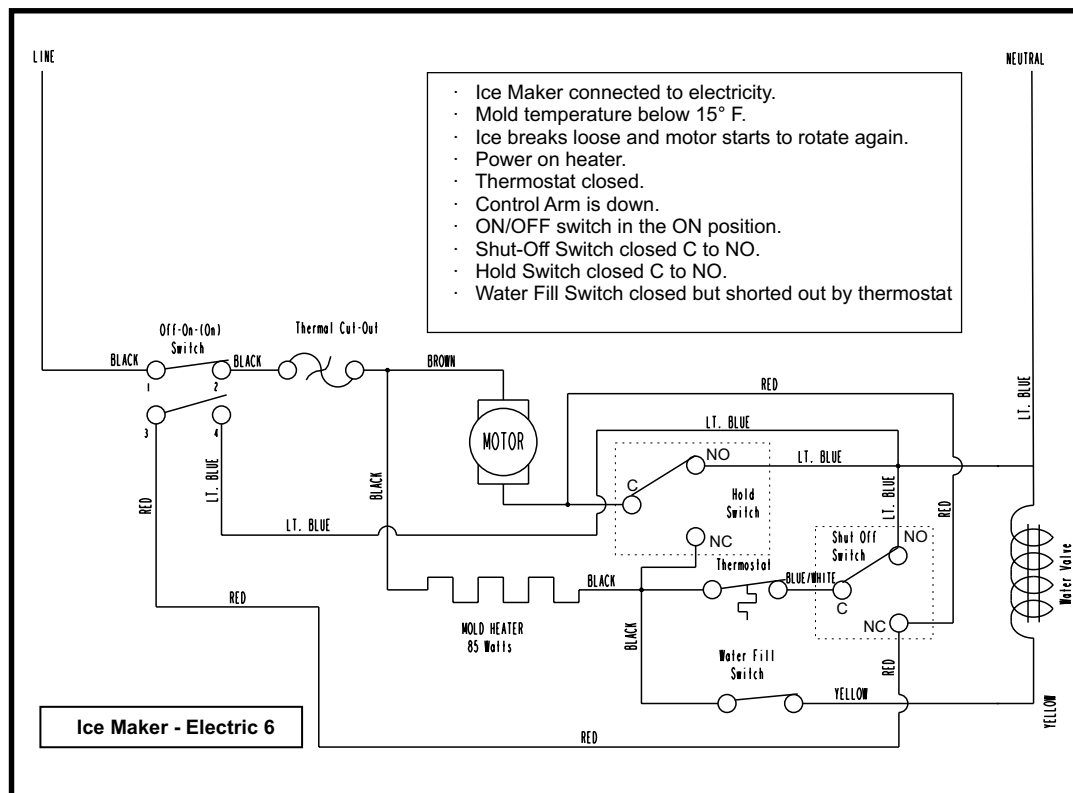 LINE
NEUTRAL
· Ice Maker connected to electricity.
· Mold temperature below 15° F.
· Ice breaks loose and motor starts to rotate again.
· Power on heater.
· Thermostat closed.
· Control Arm is down.
· ON/OFF switch in the ON position.
· Shut-Off Switch closed C to NO.
· Hold Switch closed C to NO.
· Water Fill Switch closed but shorted out by thermostat
Off-On-(On)
Switch
Thermal Cut-Out
BLACK
BLACK
BROWN
RED
LT. BLUE
1
2
3
4
MOTOR
LT. BLUE
NO
LT. BLUE
C
Hold
Switch
NC
RED
LT. BLUE
BLACK
LT. BLUE
LT. BLUE
RED
Shut Off
Switch
NO
Thermostat
BLUE/WHITE
C
NC
Water Valve
BLACK
RED
MOLD HEATER
85 Watts
BLACK
Water Fill
Switch
RED
YELLOW
YELLOW
Ice Maker - Electric 6
RED